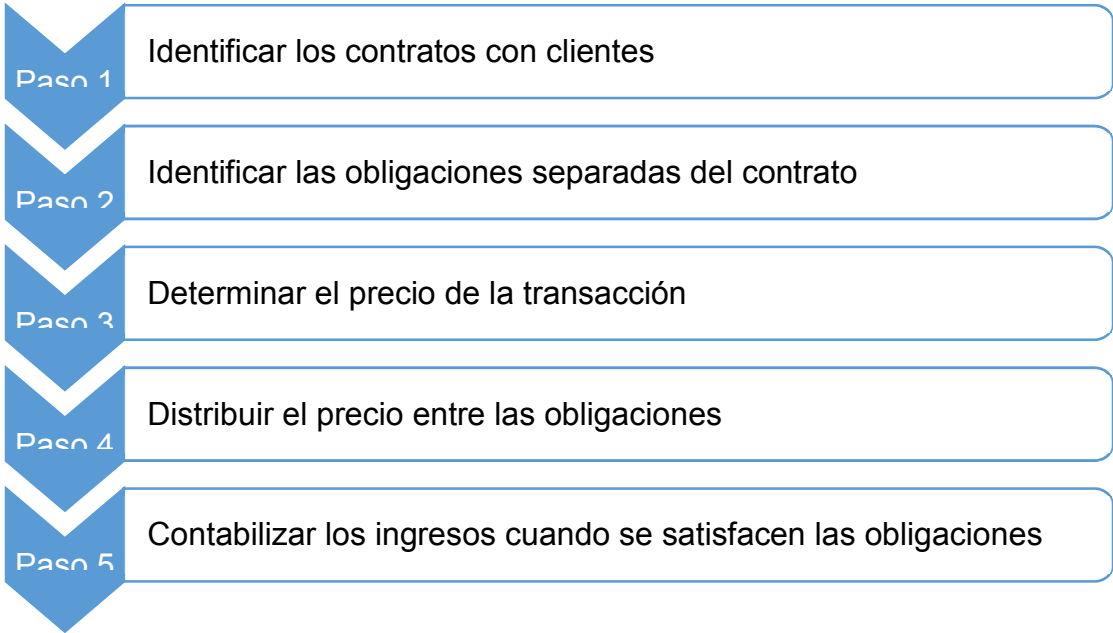 Paso 1
Identificar los contratos con clientes
Paso 2
Identificar las obligaciones separadas del contrato
Paso 3
Determinar el precio de la transacción
Paso 4
Distribuir el precio entre las obligaciones
Paso 5
Contabilizar los ingresos cuando se satisfacen las obligaciones